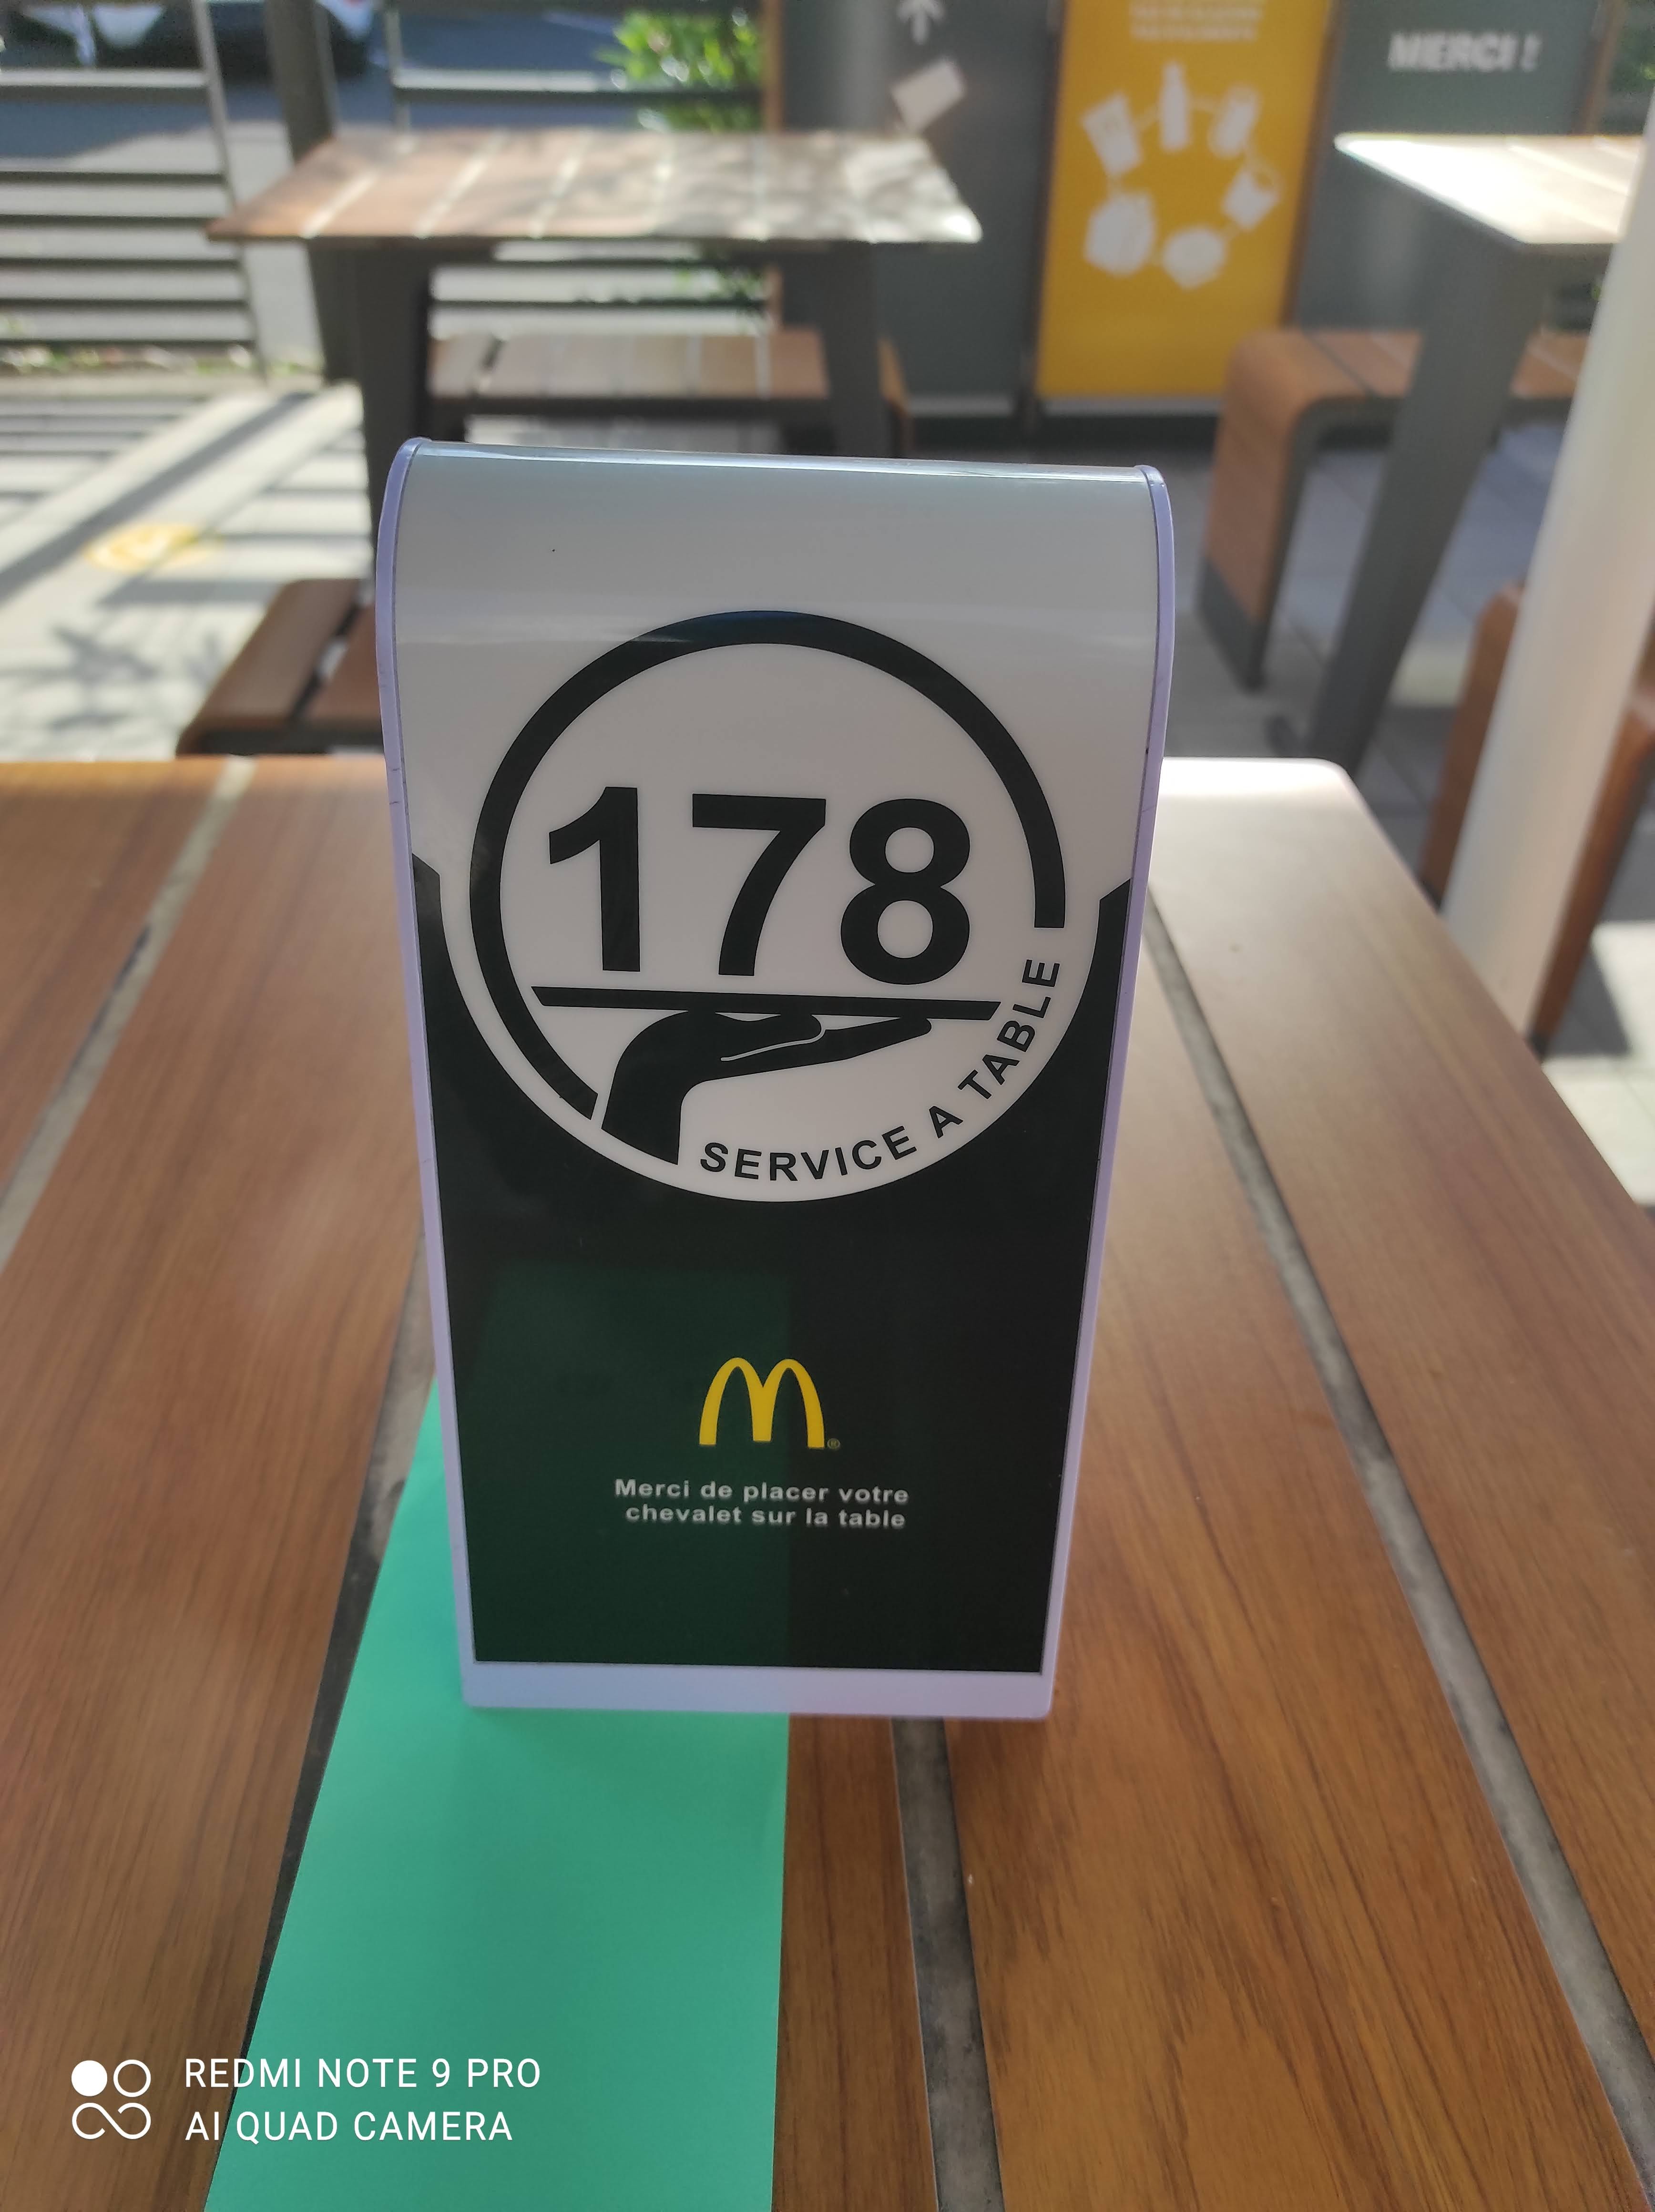 MERCI !
178
SERVICE A TABLE
Merci de placer votre
chevalet sur la table
REDMI NOTE 9 PRO
AI QUAD CAMERA